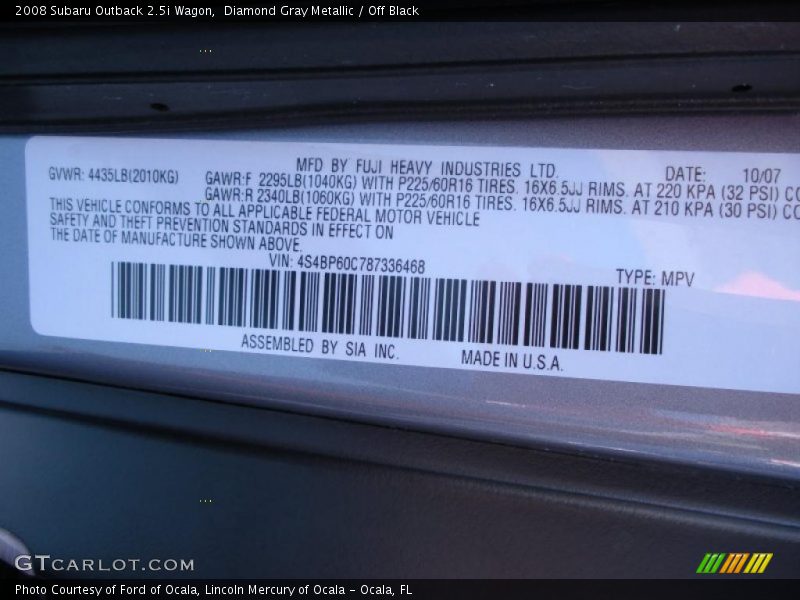 2008 Subaru Outback 2.5i Wagon, Diamond Gray Metallic / Off Black
MFD BY FUJI HEAVY INDUSTRIES LTD. DATE: 10/07
GVWR: 4435LB(2010KG) GAWR:F 2295LB(1040KG) WITH P225/60R16 TIRES. 16X6.5JJ RIMS. AT 220 KPA (32 PSI) CO
GAWR:R 2340LB(1060KG) WITH P225/60R16 TIRES. 16X6.5JJ RIMS. AT 210 KPA (30 PSI) CO
THIS VEHICLE CONFORMS TO ALL APPLICABLE FEDERAL MOTOR VEHICLE
SAFETY AND THEFT PREVENTION STANDARDS IN EFFECT ON
THE DATE OF MANUFACTURE SHOWN ABOVE.
VIN: 4S4BP60C787336468 TYPE: MPV
ASSEMBLED BY SIA INC. MADE IN U.S.A.
GTCARLOT.COM
Photo Courtesy of Ford of Ocala, Lincoln Mercury of Ocala - Ocala, FL